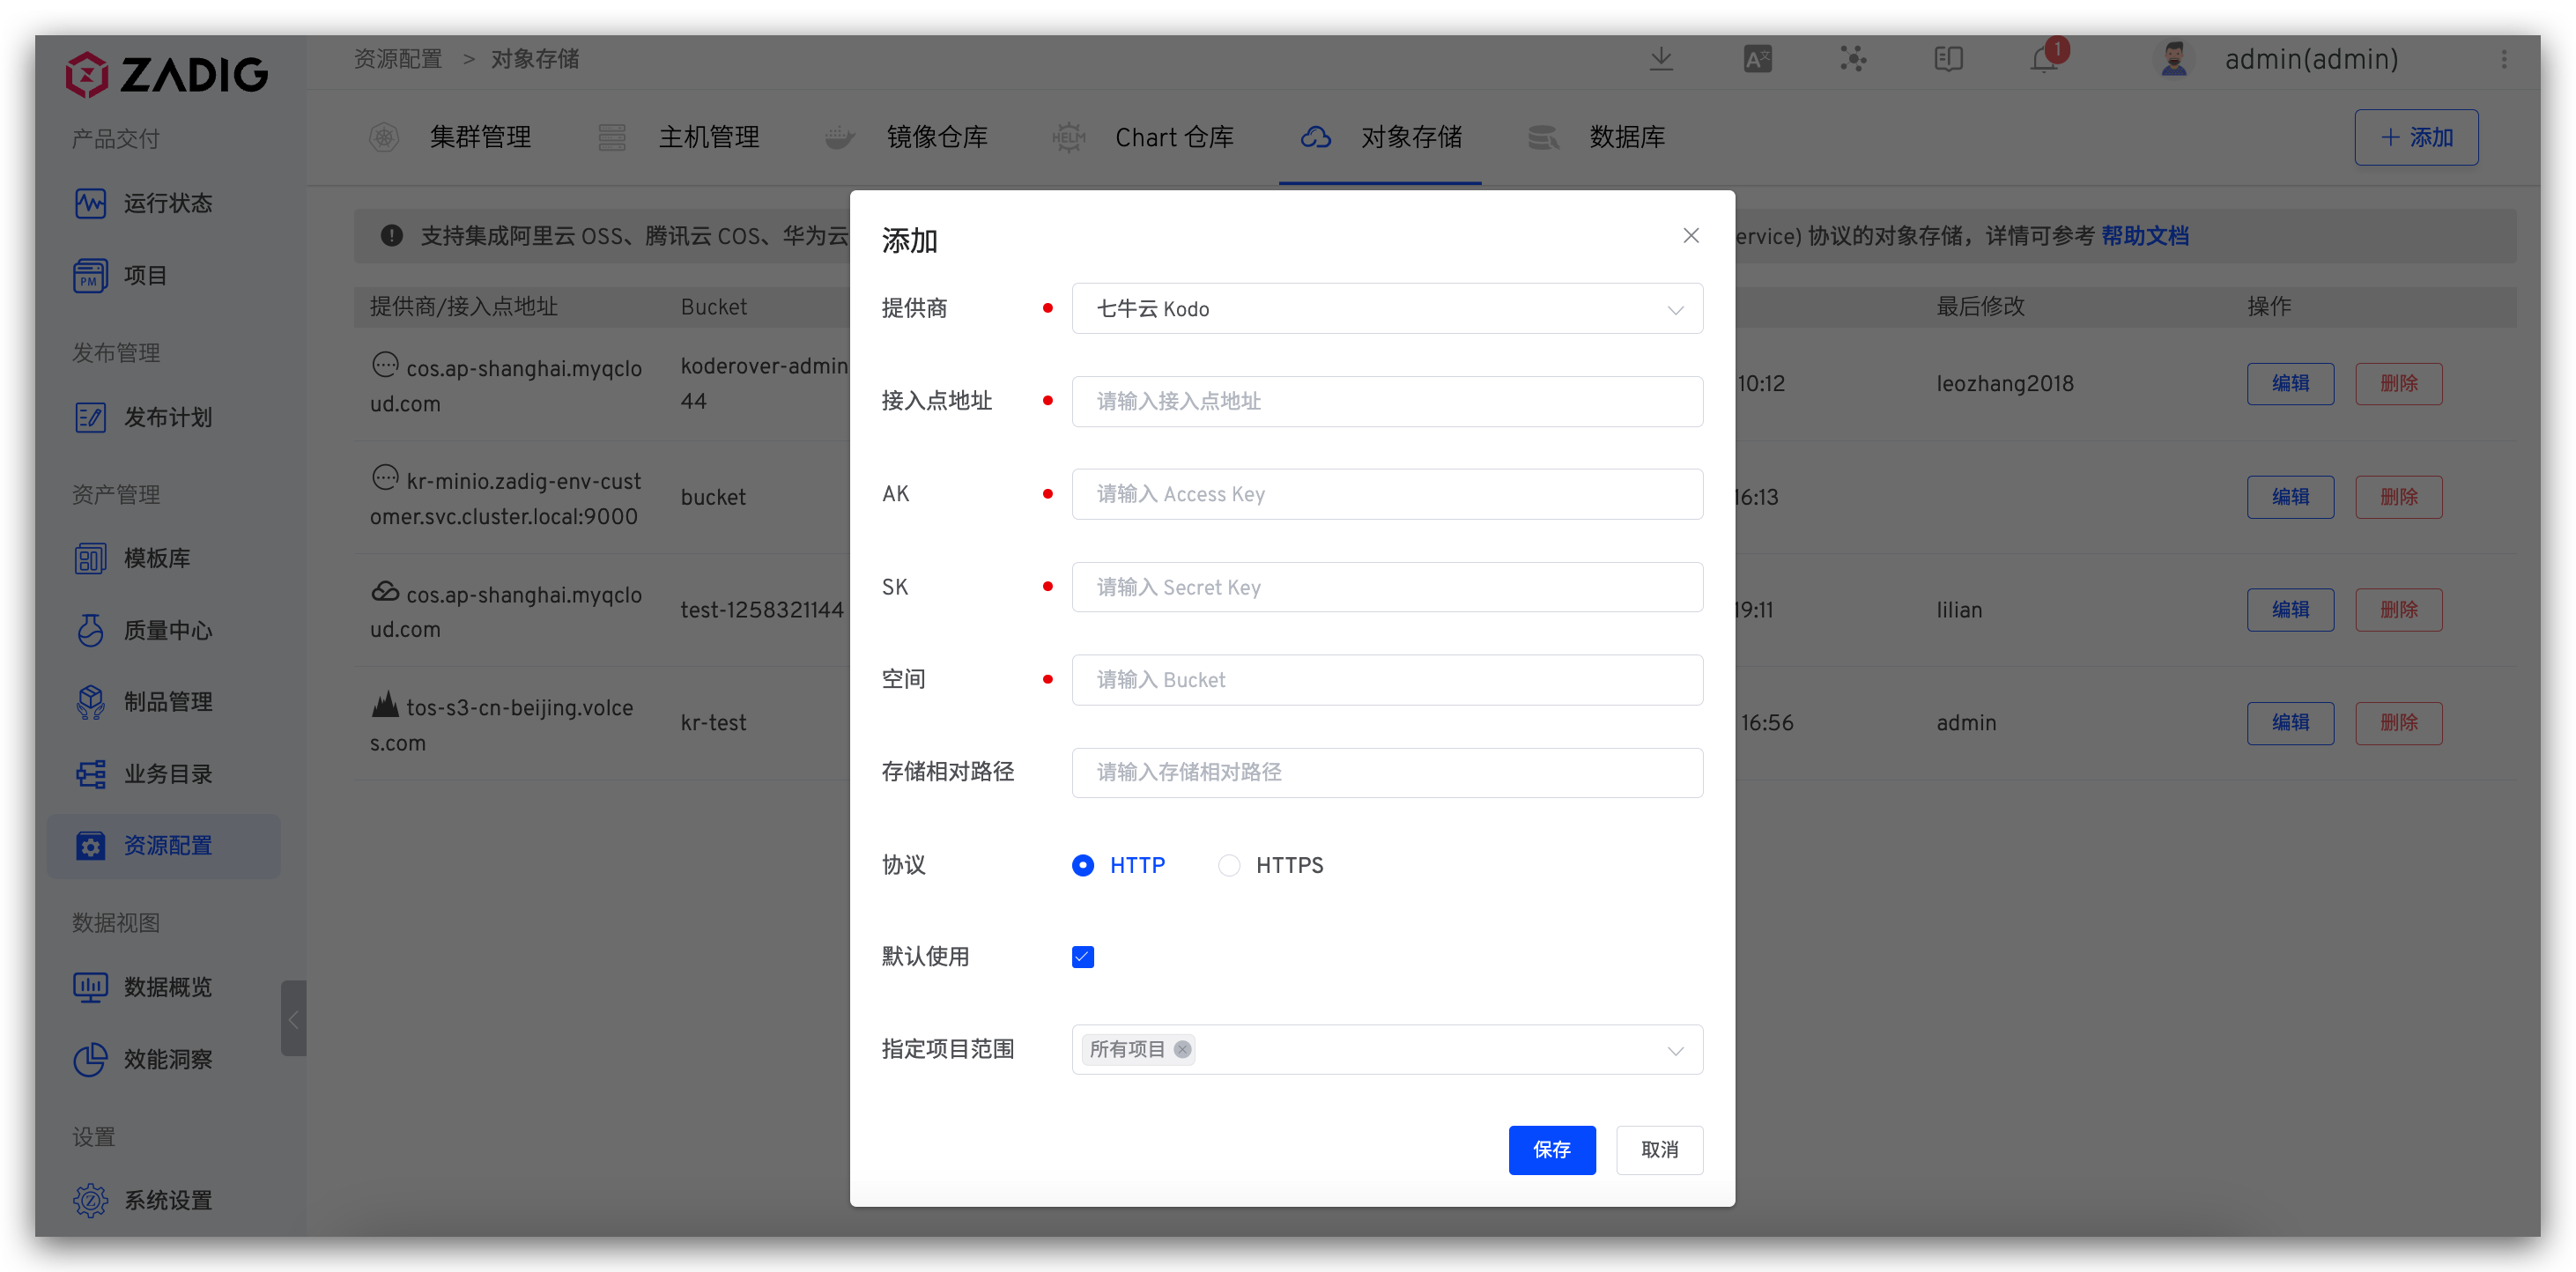 ZADIG
资源配置 > 对象存储
1
admin(admin)
产品交付
运行状态
PM
项目
发布管理
发布计划
资产管理
模板库
质量中心
制品管理
业务目录
资源配置
数据视图
数据概览
效能洞察
设置
系统设置
集群管理
主机管理
镜像仓库
HELM
Chart 仓库
对象存储
数据库
+ 添加
支持集成阿里云 OSS、腾讯云 COS、华为云
ervice) 协议的对象存储，详情可参考 帮助文档
提供商/接入点地址
Bucket
最后修改
操作
cos.ap-shanghai.myqclo
ud.com
koderover-admin
44
10:12
leozhang2018
编辑
删除
kr-minio.zadig-env-cust
omer.svc.cluster.local:9000
bucket
16:13
编辑
删除
cos.ap-shanghai.myqclo
ud.com
test-1258321144
19:11
lilian
编辑
删除
tos-s3-cn-beijing.volce
s.com
kr-test
16:56
admin
编辑
删除
添加
提供商
七牛云 Kodo
接入点地址
请输入接入点地址
AK
请输入 Access Key
SK
请输入 Secret Key
空间
请输入 Bucket
存储相对路径
请输入存储相对路径
协议
HTTP
HTTPS
默认使用
指定项目范围
所有项目
保存
取消